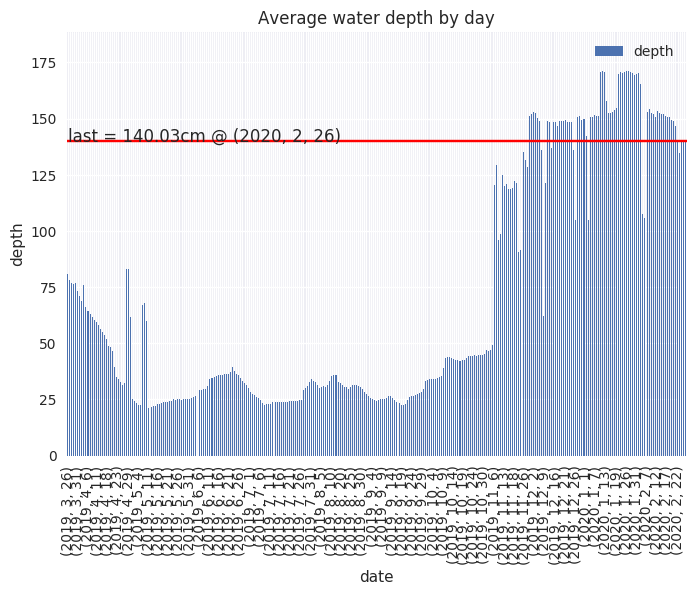 Average water depth by day
depth
175
150
last = 140.03cm @ (2020, 2, 26)
125
100
75
50
25
0
depth
(2019, 3, 26)
(2019, 3, 31)
(2019, 4, 6)
(2019, 4, 11)
(2019, 4, 18)
(2019, 4, 23)
(2019, 4, 29)
(2019, 5, 4)
(2019, 5, 11)
(2019, 5, 16)
(2019, 5, 21)
(2019, 5, 26)
(2019, 5, 31)
(2019, 6, 6)
(2019, 6, 11)
(2019, 6, 16)
(2019, 6, 21)
(2019, 6, 26)
(2019, 7, 1)
(2019, 7, 6)
(2019, 7, 11)
(2019, 7, 16)
(2019, 7, 21)
(2019, 7, 26)
(2019, 7, 31)
(2019, 8, 10)
(2019, 8, 20)
(2019, 8, 25)
(2019, 8, 30)
(2019, 9, 4)
(2019, 9, 9)
(2019, 9, 14)
(2019, 9, 19)
(2019, 9, 24)
(2019, 9, 29)
(2019, 10, 4)
(2019, 10, 9)
(2019, 10, 14)
(2019, 10, 19)
(2019, 10, 24)
(2019, 10, 30)
(2019, 11, 6)
(2019, 11, 13)
(2019, 11, 18)
(2019, 11, 26)
(2019, 12, 2)
(2019, 12, 9)
(2019, 12, 16)
(2019, 12, 21)
(2019, 12, 26)
(2020, 1, 1)
(2020, 1, 7)
(2020, 1, 13)
(2020, 1, 19)
(2020, 1, 26)
(2020, 1, 31)
(2020, 2, 7)
(2020, 2, 12)
(2020, 2, 17)
(2020, 2, 22)
date